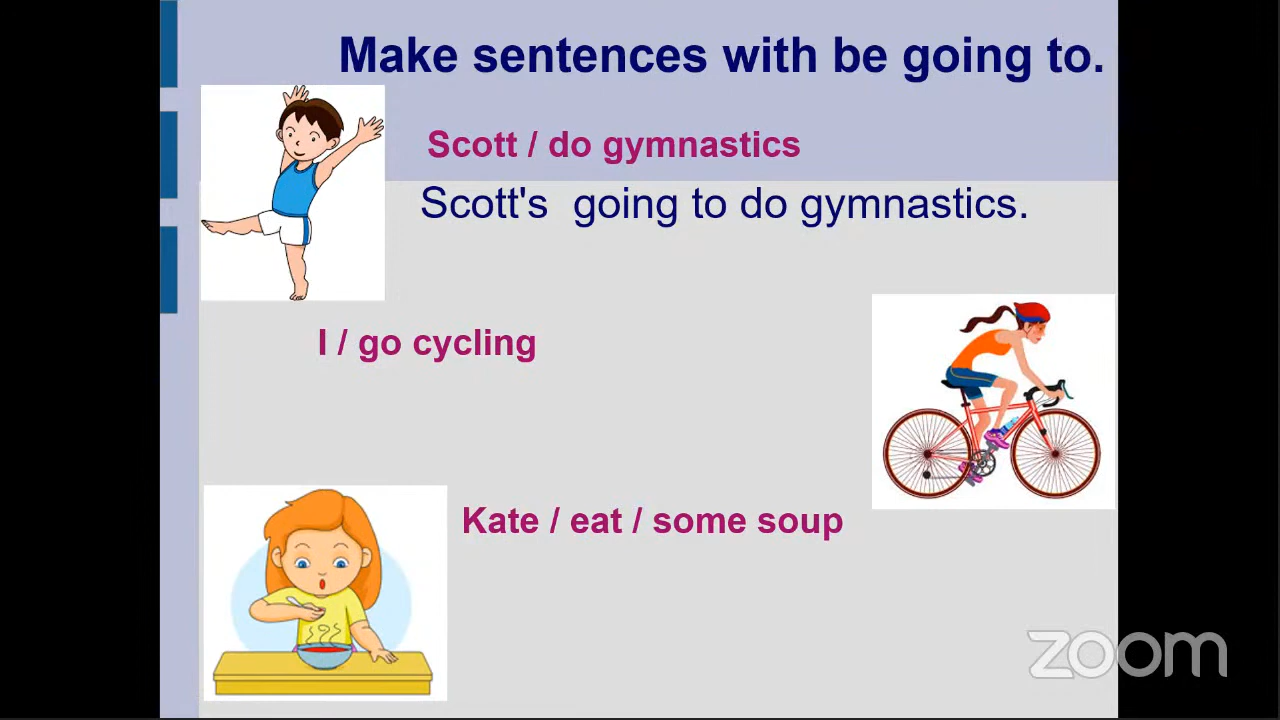 Make sentences with be going to.
Scott / do gymnastics
Scott's  going to do gymnastics.
I / go cycling
Kate / eat / some soup
zoom